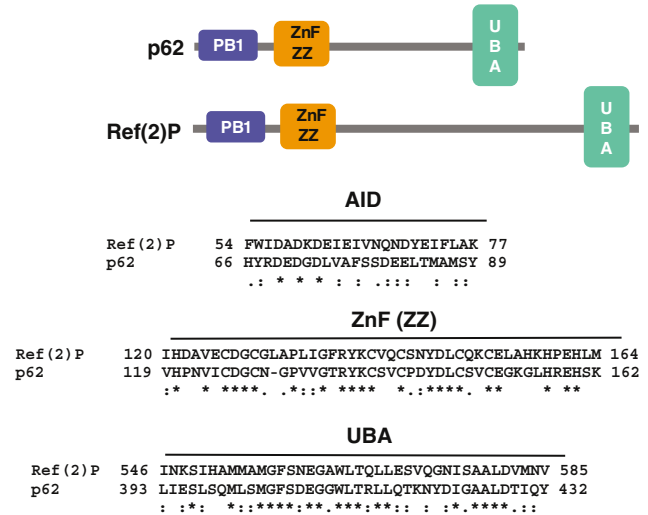 p62 PB1 ZnF ZZ U B A
Ref(2)P PB1 ZnF ZZ U B A
AID
Ref(2)P 54 FWIDADKDEIEIVNQNDYEIFLAK 77
p62 66 HYRDEDGDLVAFSSDEELTMAMSY 89
.: * * * : : .::: : ::
ZnF (ZZ)
Ref(2)P 120 IHDAVECDGCGLAPLIGFRYKCVQCSNYDLCQKCELAHKHPEHLM 164
p62 119 VHPNVICDGCN-GPVVGTRYKCSVCPDYDLCSVCEGKGLHREHSK 162
:* * ****. .*::* **** *.:****. ** * **
UBA
Ref(2)P 546 INKSIHAMMAMGFSNEGAWLTQLLESVQGNISAALDVMNV 585
p62 393 LIESLSQMLSMGFSDEGGWLTRLLQTKNYDIGAALDTIQY 432
: :*: *::****:**.***:**:: : :*.****.::